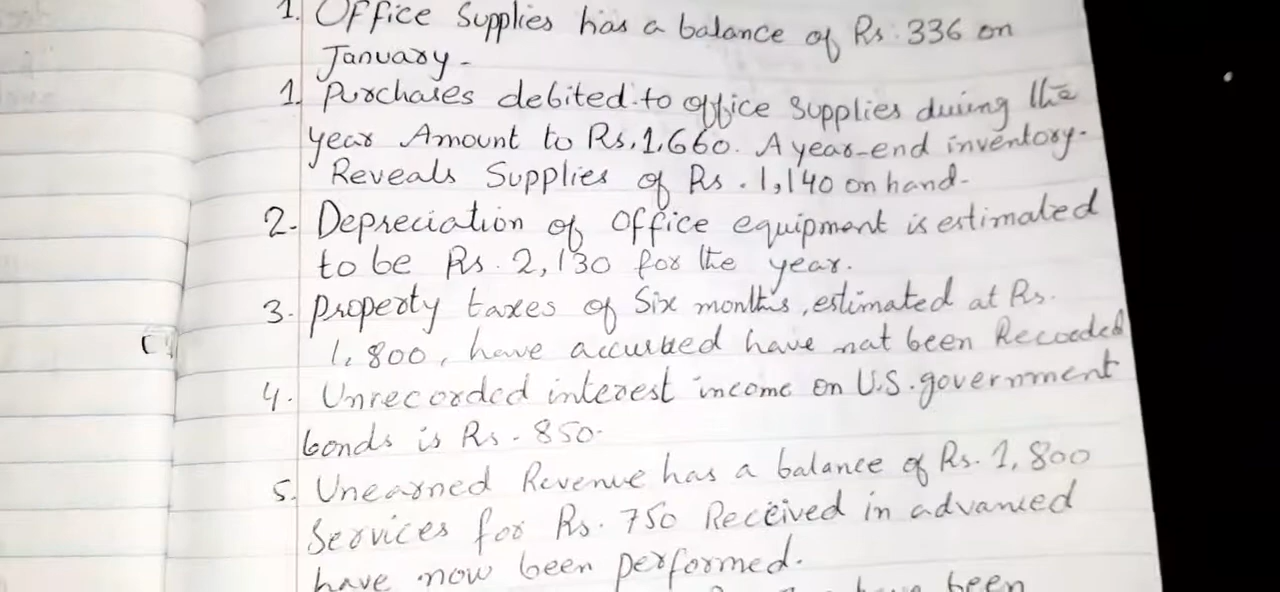 1. Office Supplies has a balance of Rs. 336 on
January -
1. Purchases debited to office Supplies during the
year Amount to Rs. 1,660. A year-end inventory-
Reveals Supplies of Rs. 1,140 on hand-
2- Depreciation of Office equipment is estimated
to be Rs. 2,130 for the year.
3. Property taxes of Six months, estimated at Rs.
1,800, have accurued have not been Recoaded
4. Unrecorded interest income on U.S. government
bonds is Rs - 850.
5. Unearned Revenue has a balance of Rs. 1,800
Services for Rs. 750 Received in advanced
have now been performed.
have been